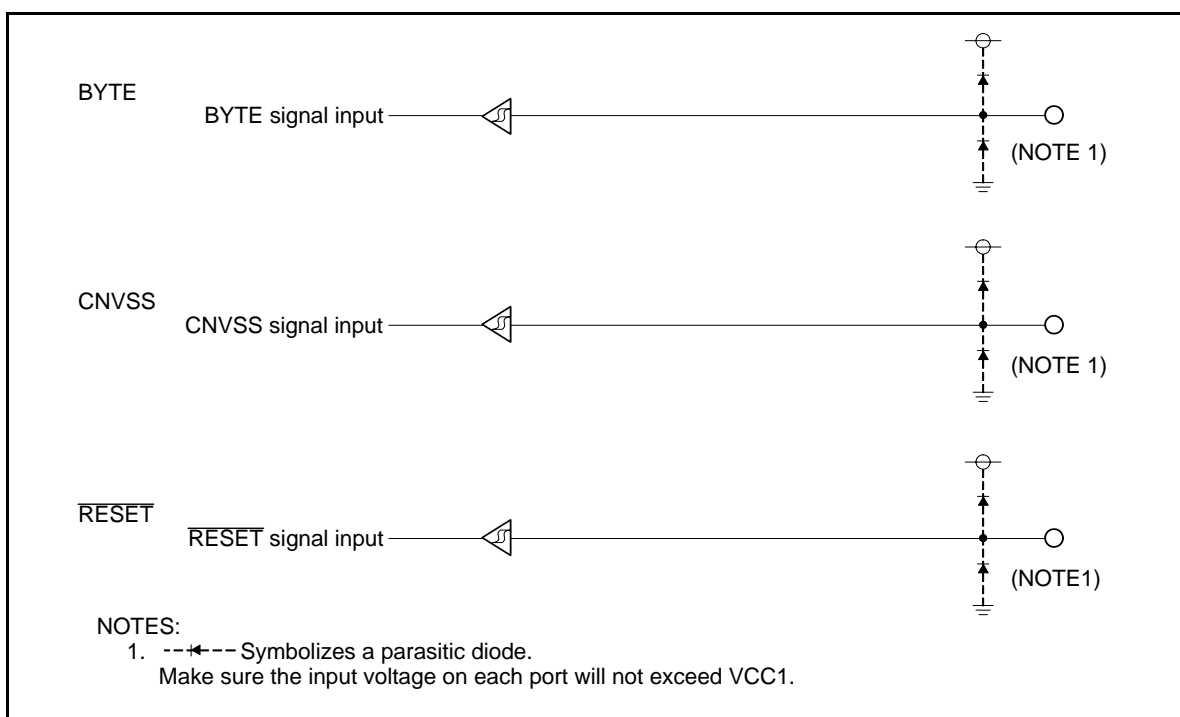 BYTE
BYTE signal input
(NOTE 1)
CNVSS
CNVSS signal input
(NOTE 1)
RESET
RESET signal input
(NOTE1)
NOTES:
1. Symbolizes a parasitic diode.
Make sure the input voltage on each port will not exceed VCC1.